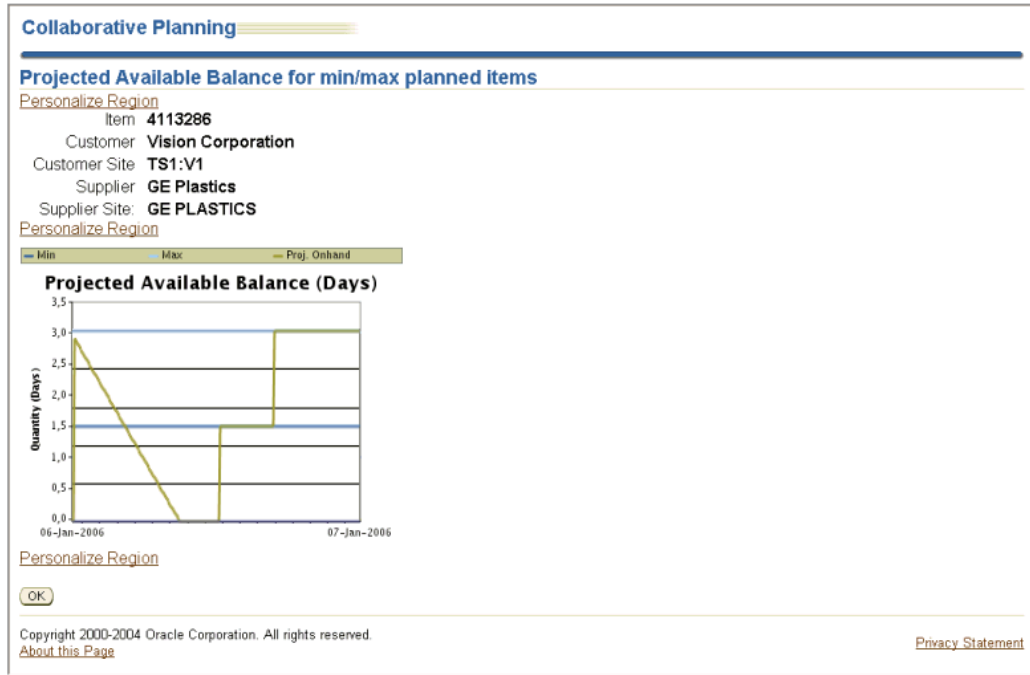 Collaborative Planning
Projected Available Balance for min/max planned items
Personalize Region
Item 4113286
Customer Vision Corporation
Customer Site TS1:V1
Supplier GE Plastics
Supplier Site: GE PLASTICS
Personalize Region
Min Max Proj. Onhand
Projected Available Balance (Days)
Quantity (Days)
3,5
3,0
2,5
2,0
1,5
1,0
0,5
0,0
06-Jan-2006 07-Jan-2006
Personalize Region
OK
Copyright 2000-2004 Oracle Corporation. All rights reserved.
About this Page Privacy Statement